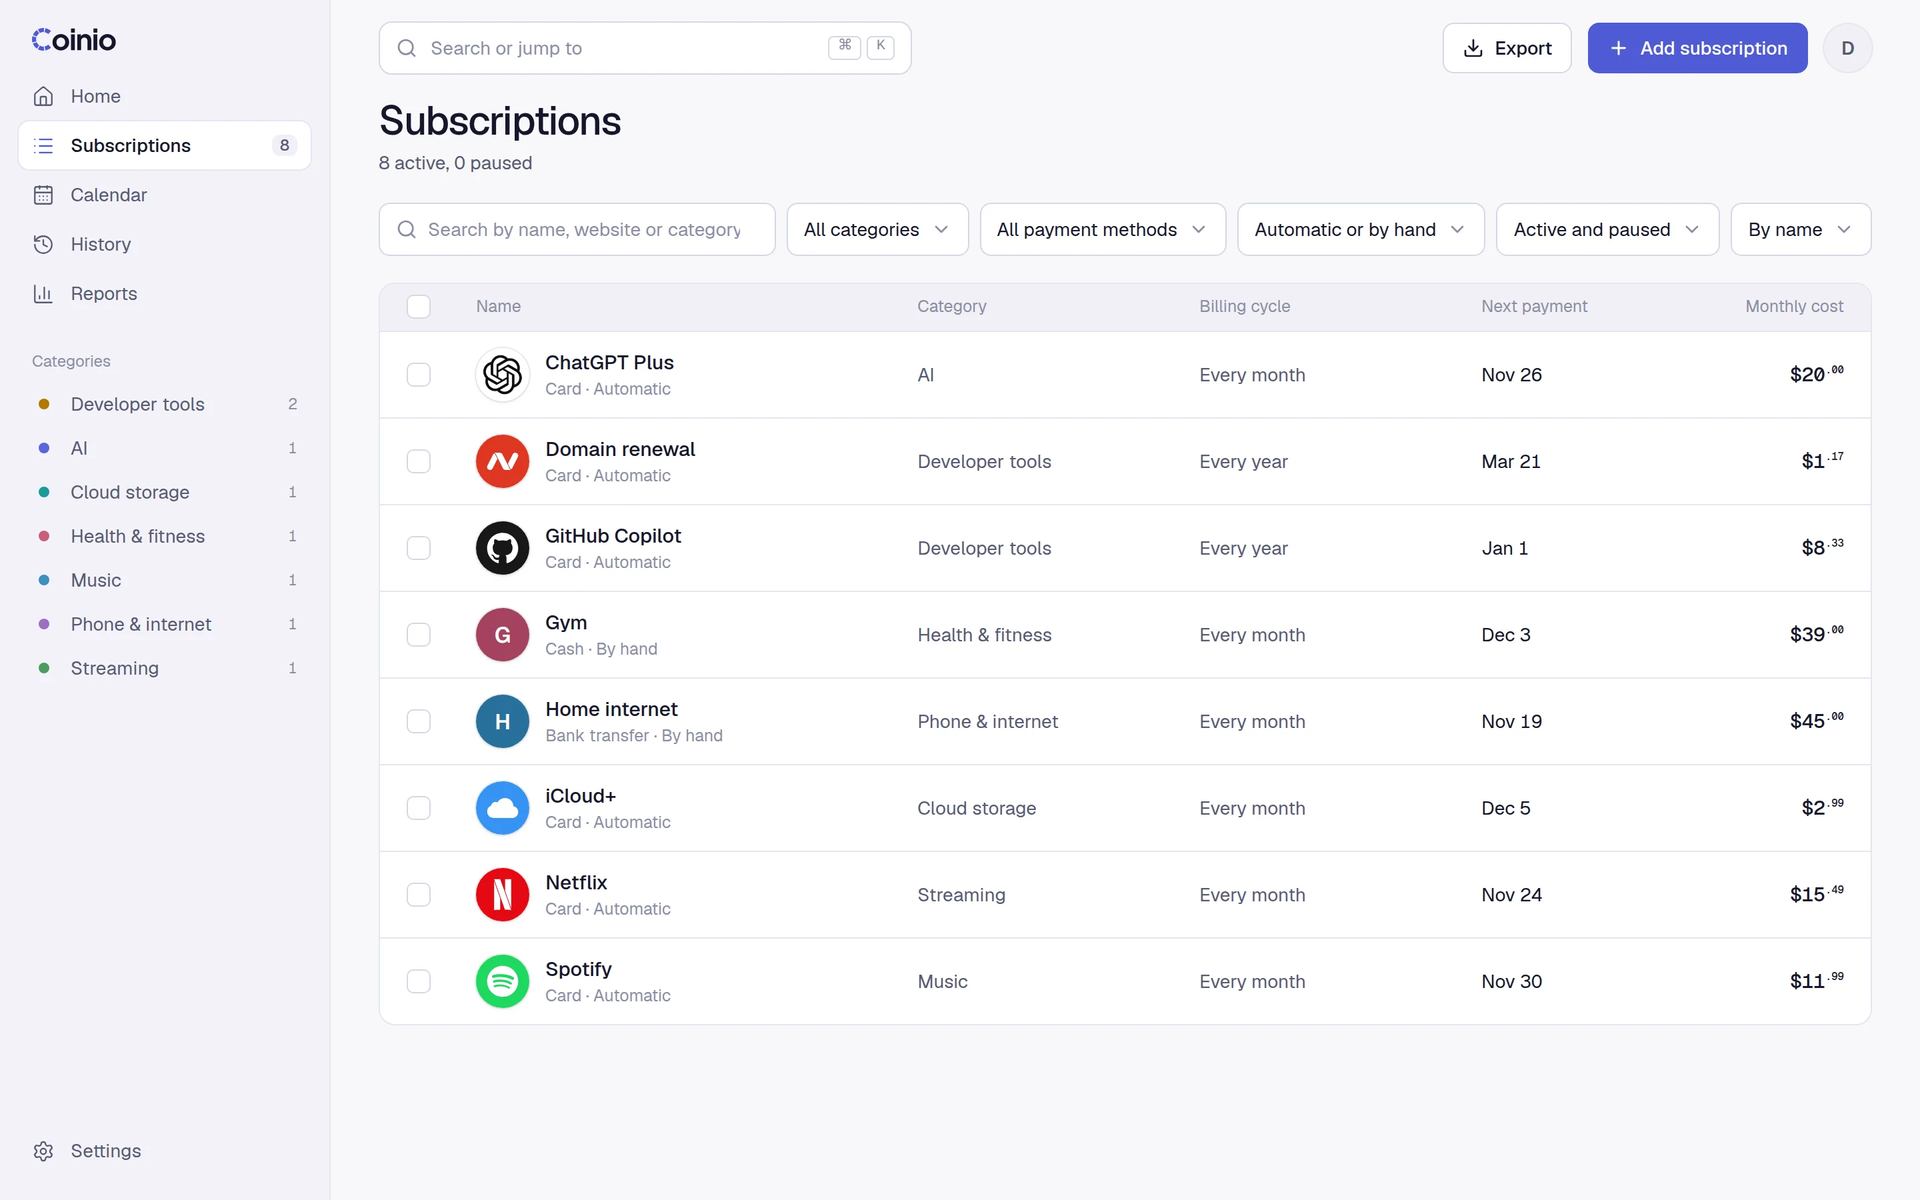 Coinio
Home
Subscriptions 8
Calendar
History
Reports
Categories
Developer tools 2
AI 1
Cloud storage 1
Health & fitness 1
Music 1
Phone & internet 1
Streaming 1
Settings
Search or jump to ⌘ K
Export
+ Add subscription
D
Subscriptions
8 active, 0 paused
Search by name, website or category
All categories
All payment methods
Automatic or by hand
Active and paused
By name
Name Category Billing cycle Next payment Monthly cost
ChatGPT Plus
Card · Automatic
AI Every month Nov 26 $20.00
Domain renewal
Card · Automatic
Developer tools Every year Mar 21 $1.17
GitHub Copilot
Card · Automatic
Developer tools Every year Jan 1 $8.33
G
Gym
Cash · By hand
Health & fitness Every month Dec 3 $39.00
H
Home internet
Bank transfer · By hand
Phone & internet Every month Nov 19 $45.00
iCloud+
Card · Automatic
Cloud storage Every month Dec 5 $2.99
N
Netflix
Card · Automatic
Streaming Every month Nov 24 $15.49
Spotify
Card · Automatic
Music Every month Nov 30 $11.99